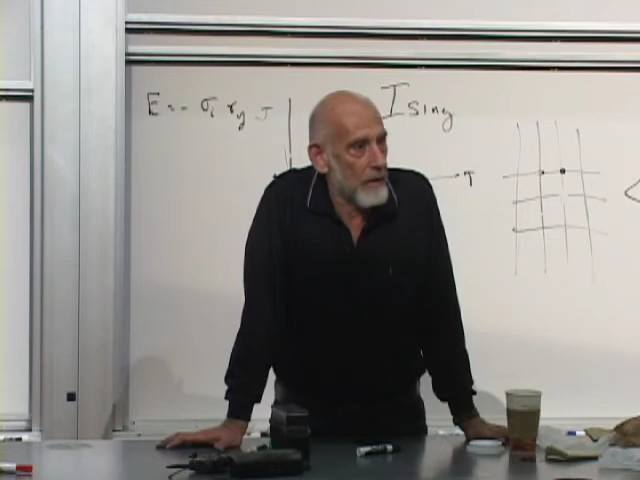 E = - σi σj J
Ising
T